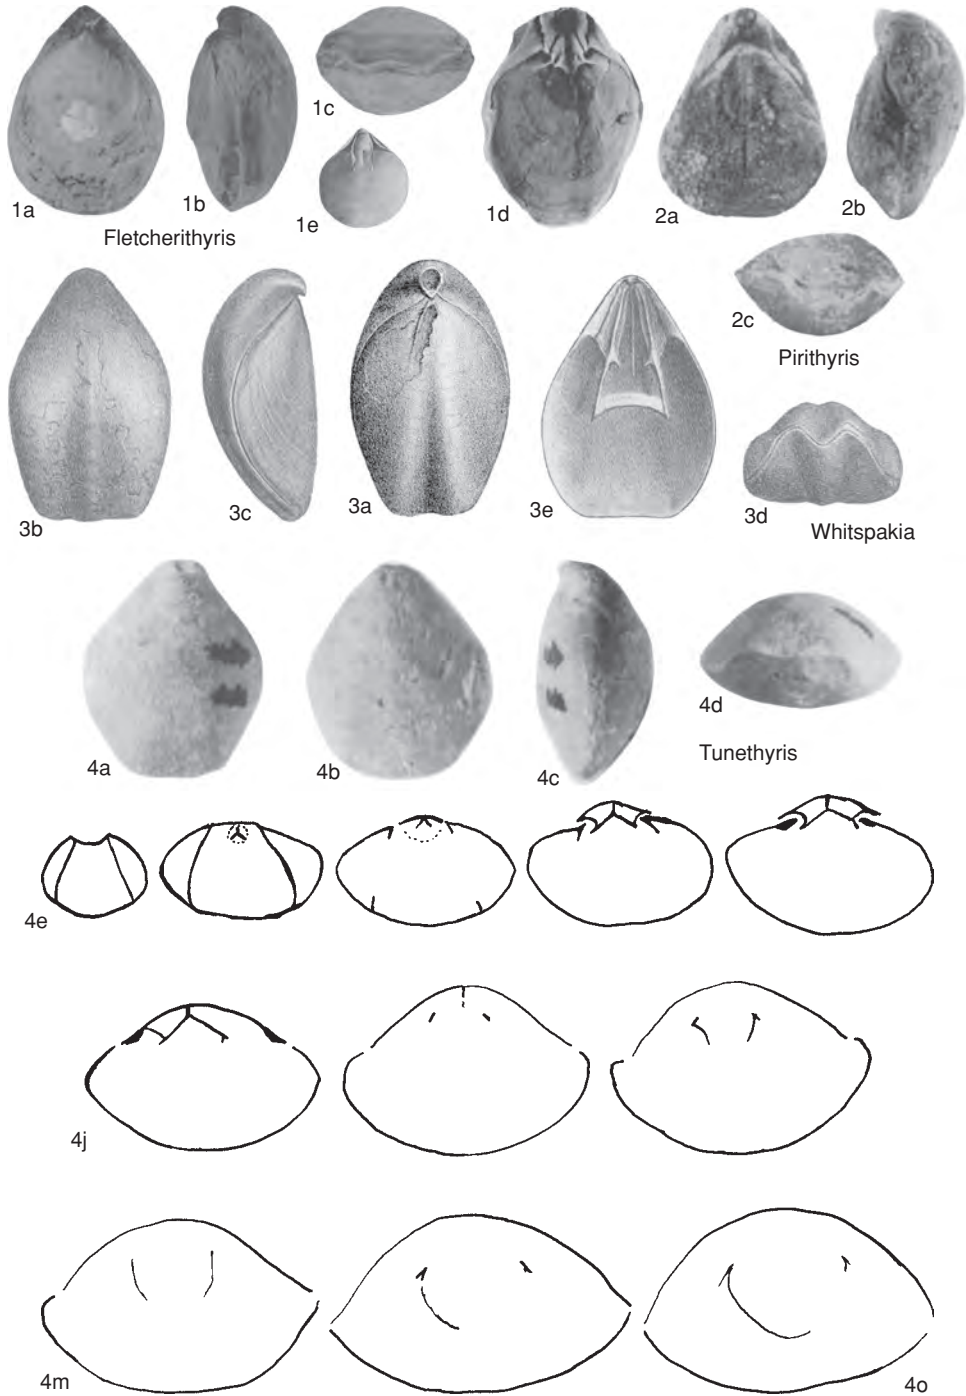 1a
1b
1c
1e
1d
2a
2b
Fletcherithyris
2c
Pirithyris
3b
3c
3a
3e
3d
Whitspakia
4a
4b
4c
4d
Tunethyris
4e
4j
4m
4o